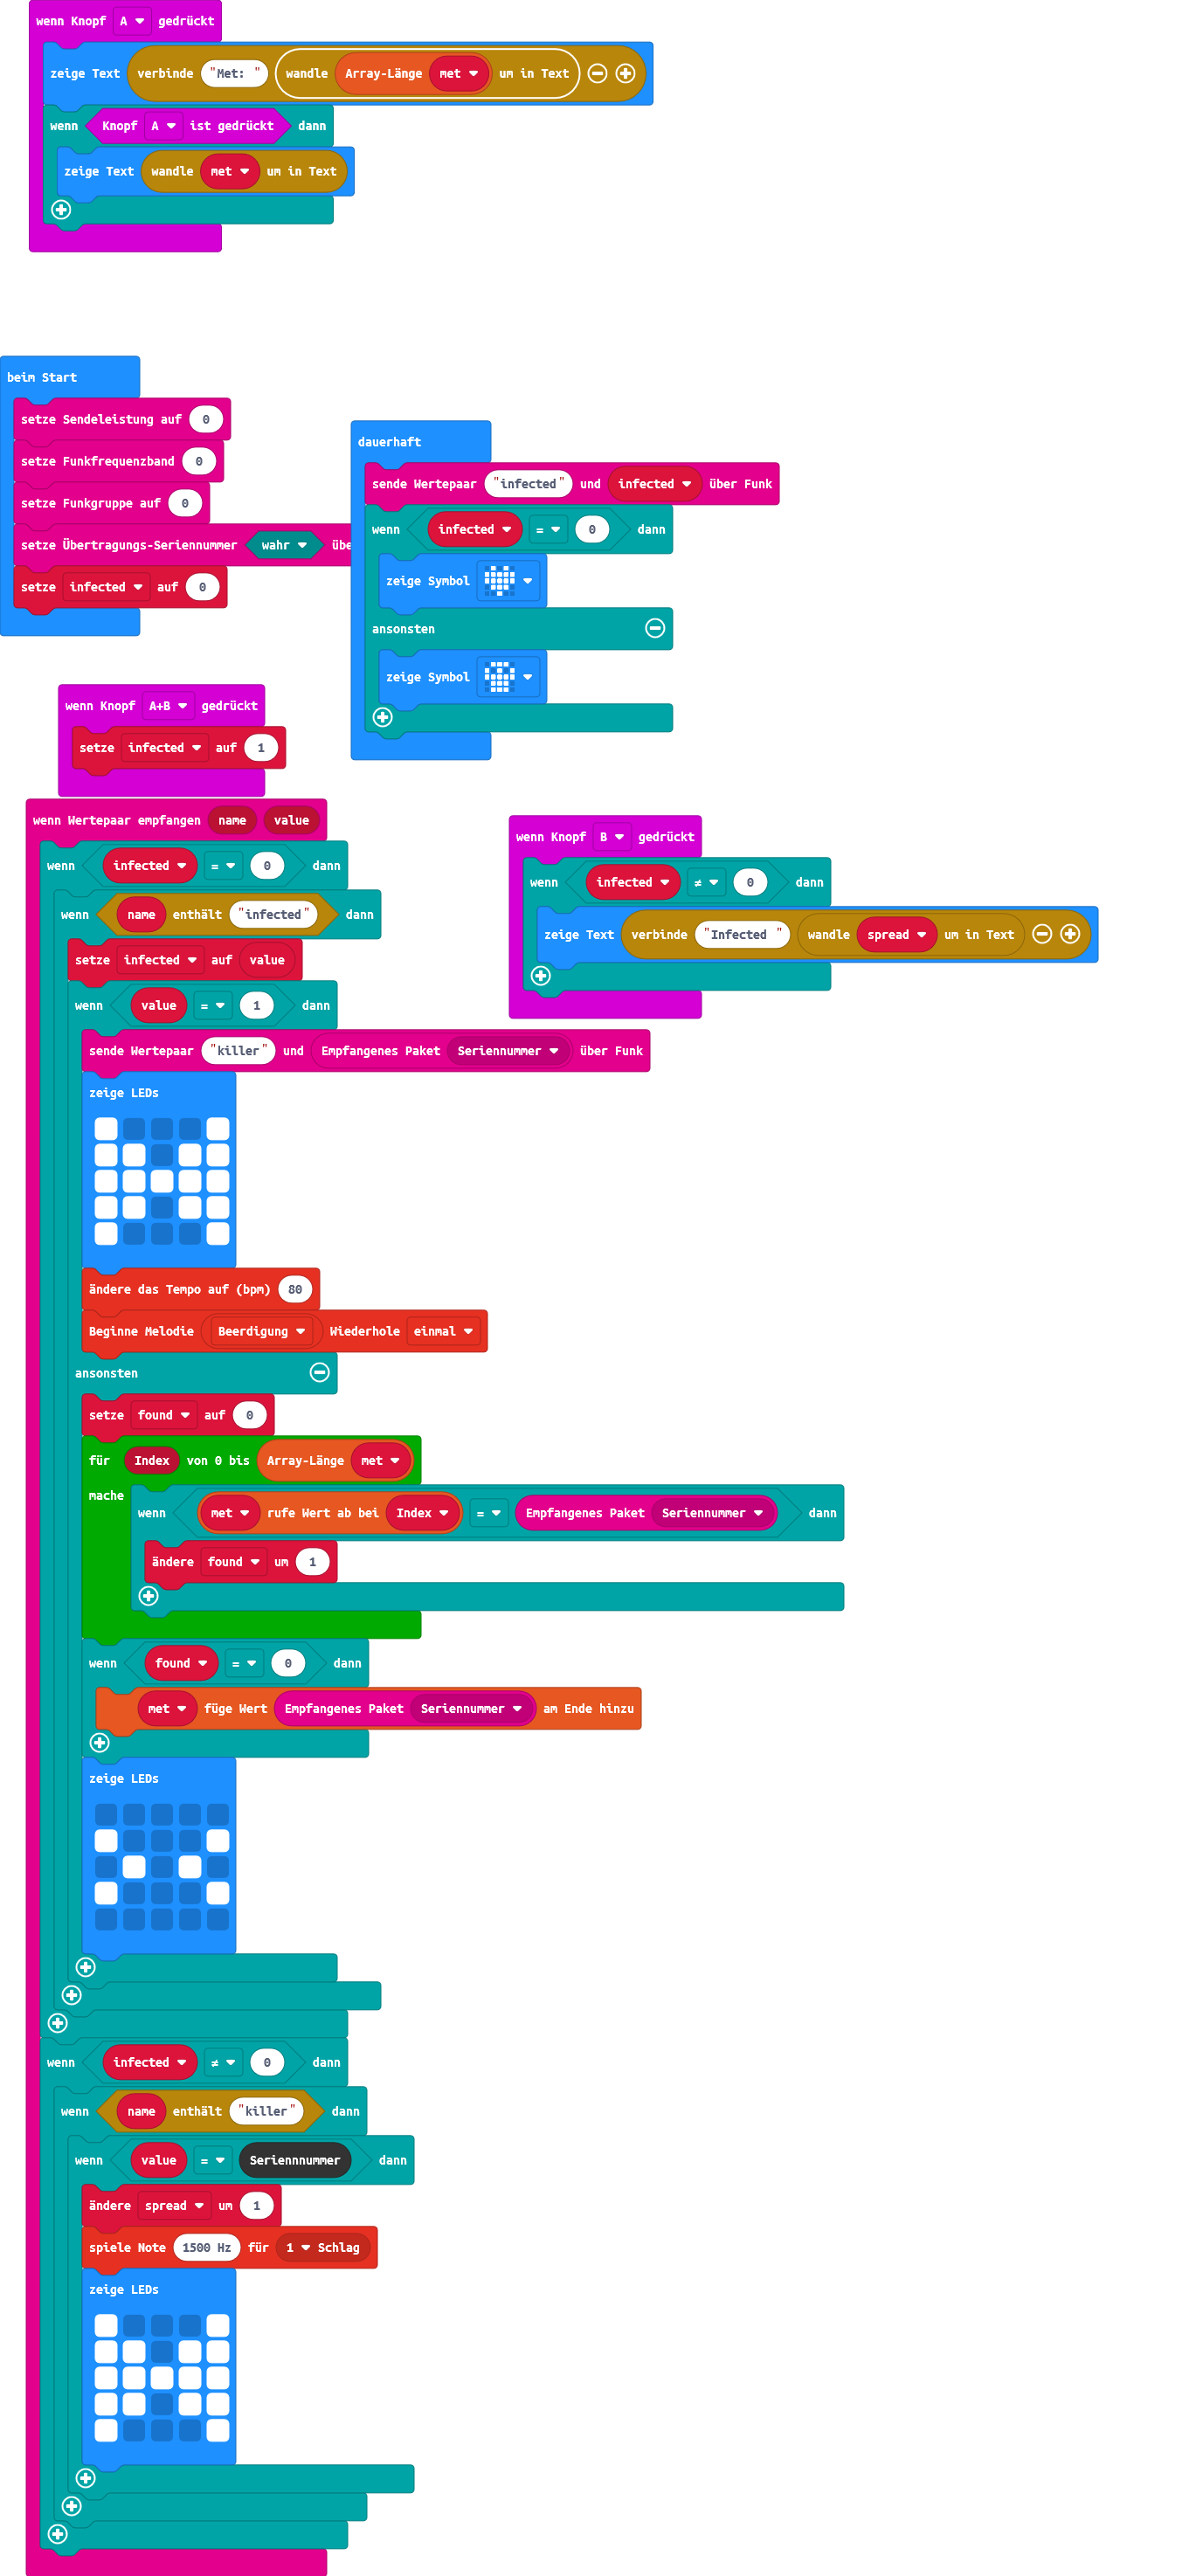 wenn Knopf A gedrückt
zeige Text verbinde "Met: " wandle Array-Länge met um in Text
wenn Knopf A ist gedrückt dann
zeige Text wandle met um in Text
beim Start
setze Sendeleistung auf 0
setze Funkfrequenzband 0
setze Funkgruppe auf 0
setze Übertragungs-Seriennummer wahr übe
setze infected auf 0
dauerhaft
sende Wertepaar "infected" und infected über Funk
wenn infected = 0 dann
zeige Symbol
ansonsten
zeige Symbol
wenn Knopf A+B gedrückt
setze infected auf 1
wenn Wertepaar empfangen name value
wenn infected = 0 dann
wenn name enthält "infected" dann
setze infected auf value
wenn value = 1 dann
sende Wertepaar "killer" und Empfangenes Paket Seriennummer über Funk
zeige LEDs
ändere das Tempo auf (bpm) 80
Beginne Melodie Beerdigung Wiederhole einmal
ansonsten
setze found auf 0
für Index von 0 bis Array-Länge met
mache
wenn met rufe Wert ab bei Index = Empfangenes Paket Seriennummer dann
ändere found um 1
wenn found = 0 dann
met füge Wert Empfangenes Paket Seriennummer am Ende hinzu
zeige LEDs
wenn infected ≠ 0 dann
wenn name enthält "killer" dann
wenn value = Seriennnummer dann
ändere spread um 1
spiele Note 1500 Hz für 1 Schlag
zeige LEDs
wenn Knopf B gedrückt
wenn infected ≠ 0 dann
zeige Text verbinde "Infected " wandle spread um in Text